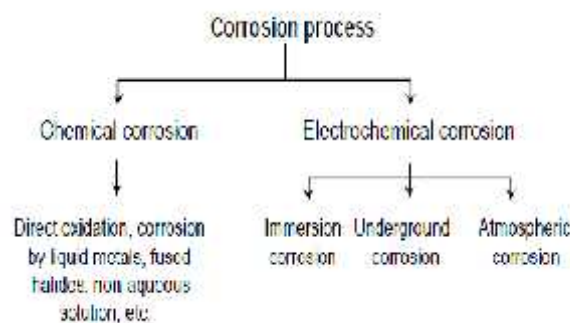 Corrosion process
Chemical corrosion
Electrochemical corrosion
Direct oxidation, corrosion
by liquid metals, fused
halides, non aqueous
solution, etc
Immersion
corrosion
Underground
corrosion
Atmospheric
corrosion